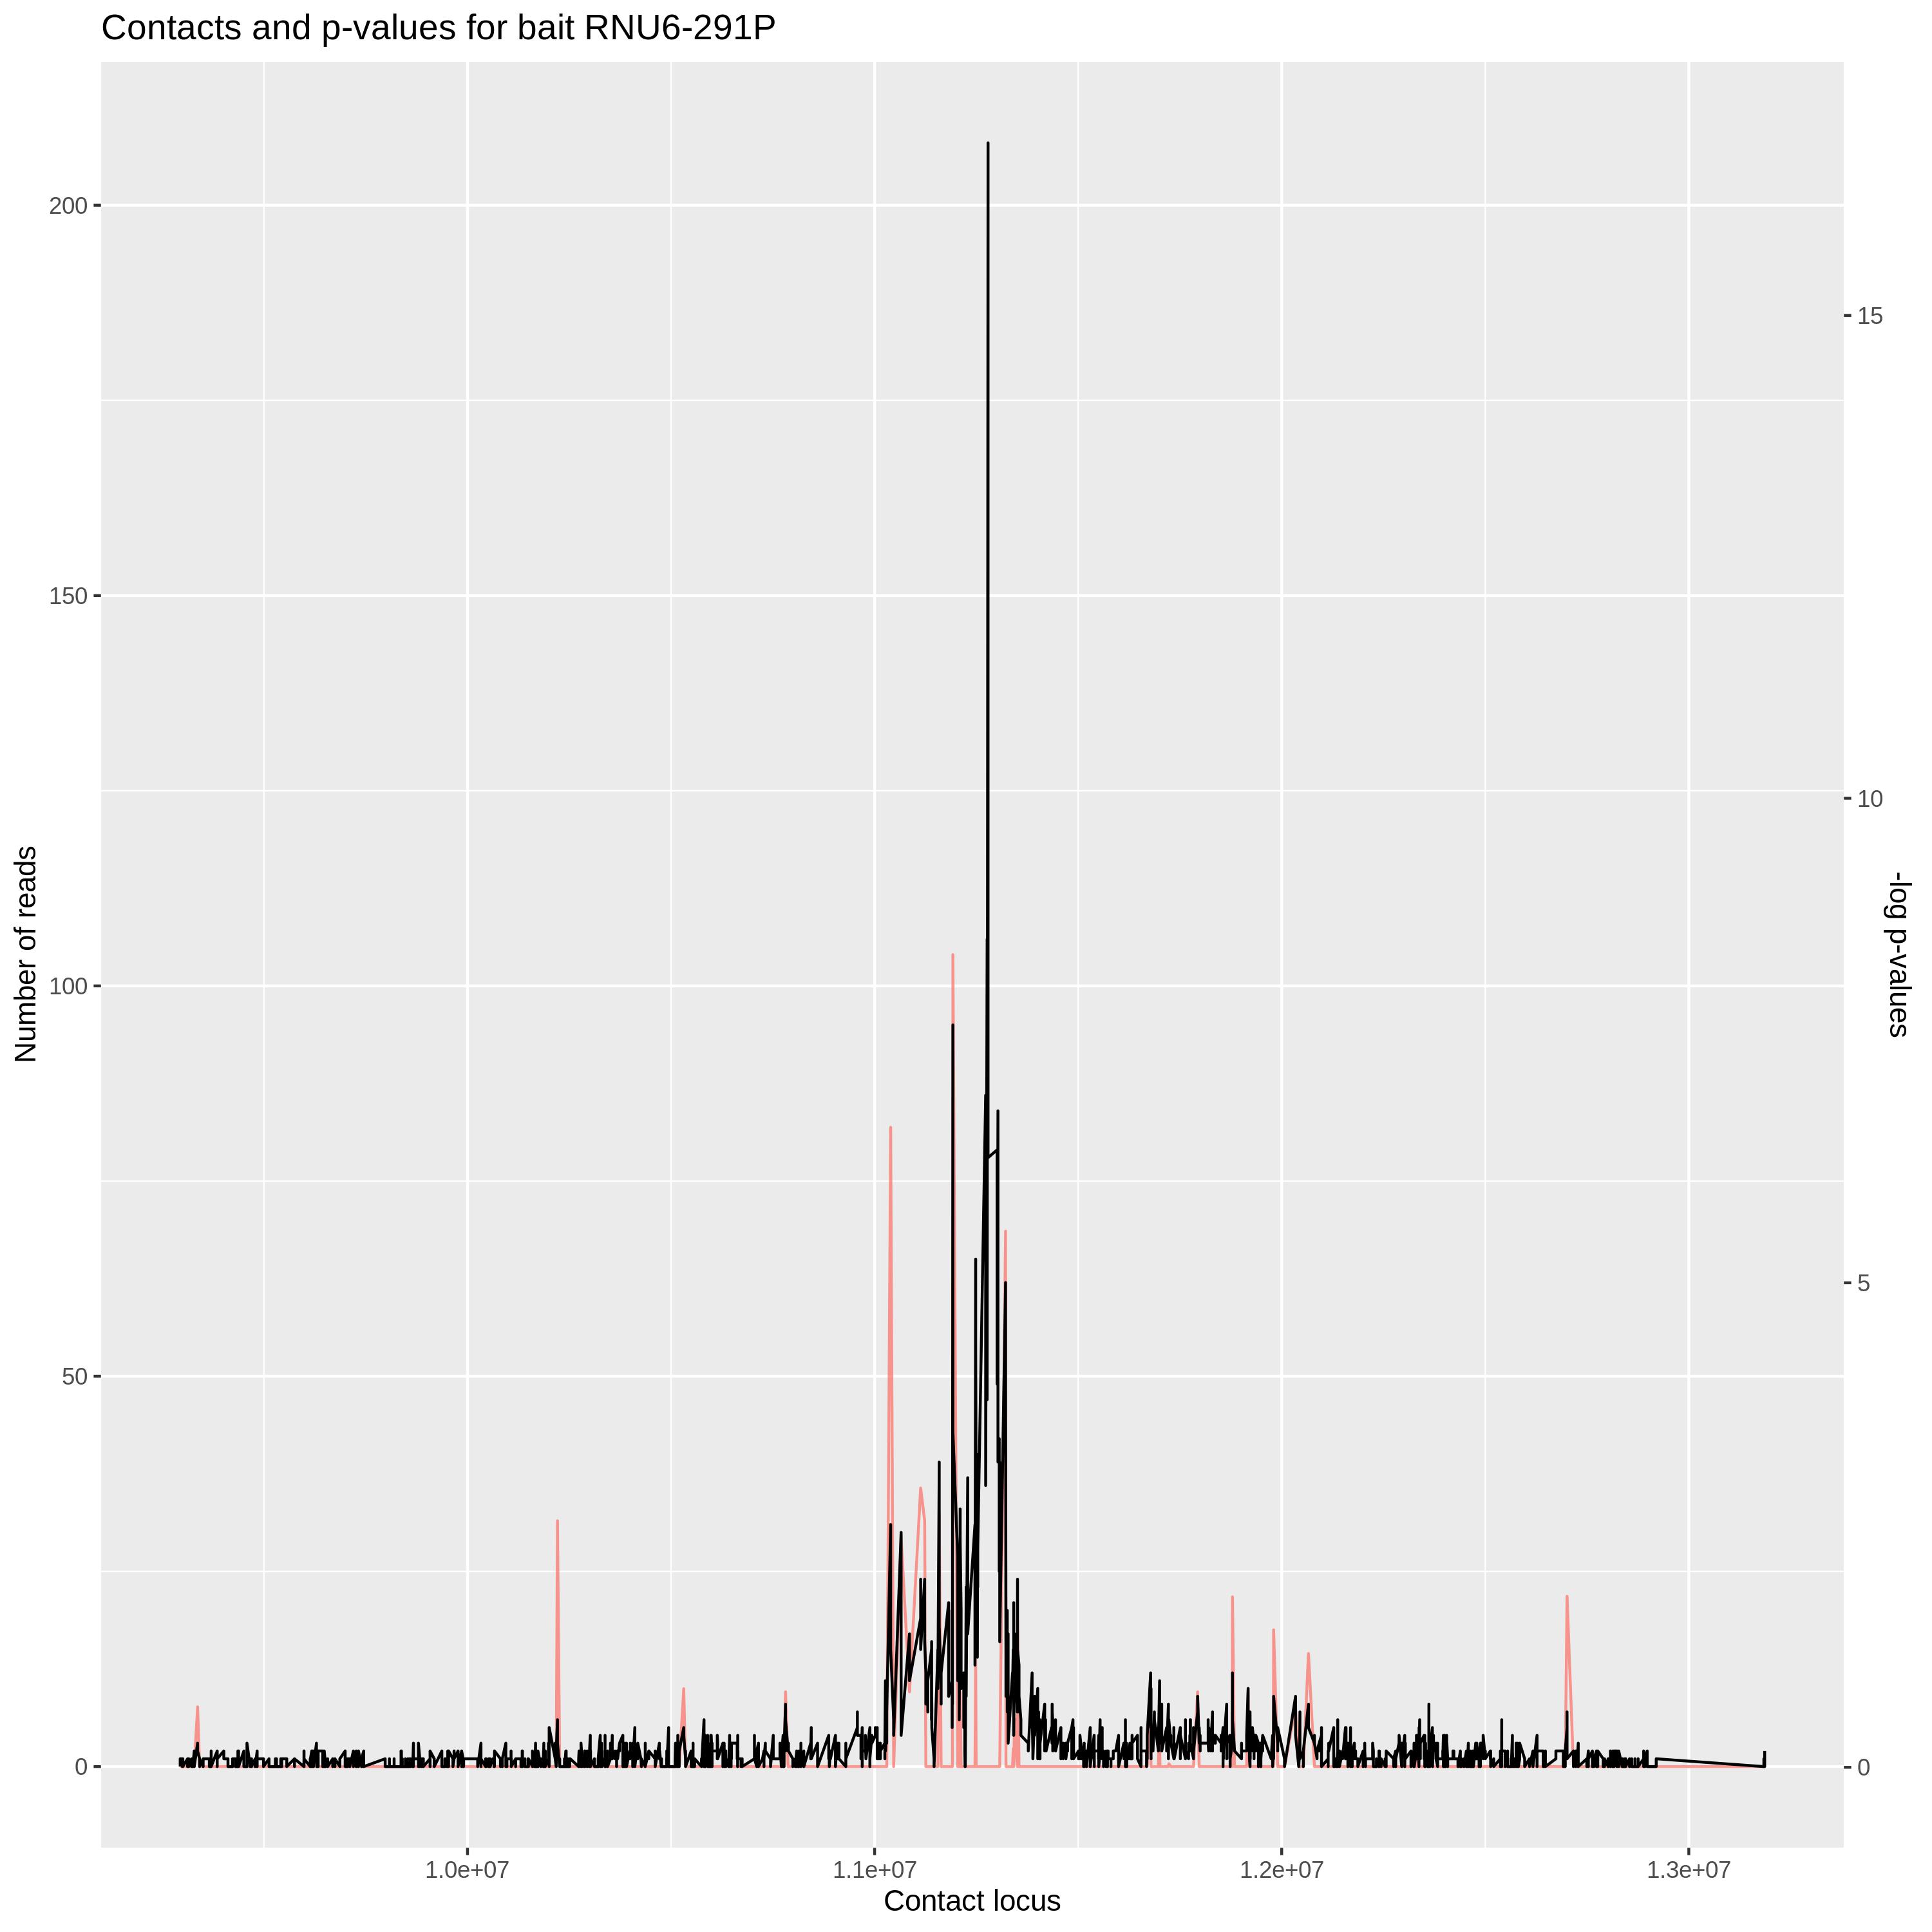 Contacts and p-values for bait RNU6-291P
200
150
100
50
0
15
10
5
0
Number of reads
-log p-values
1.0e+07
1.1e+07
1.2e+07
1.3e+07
Contact locus